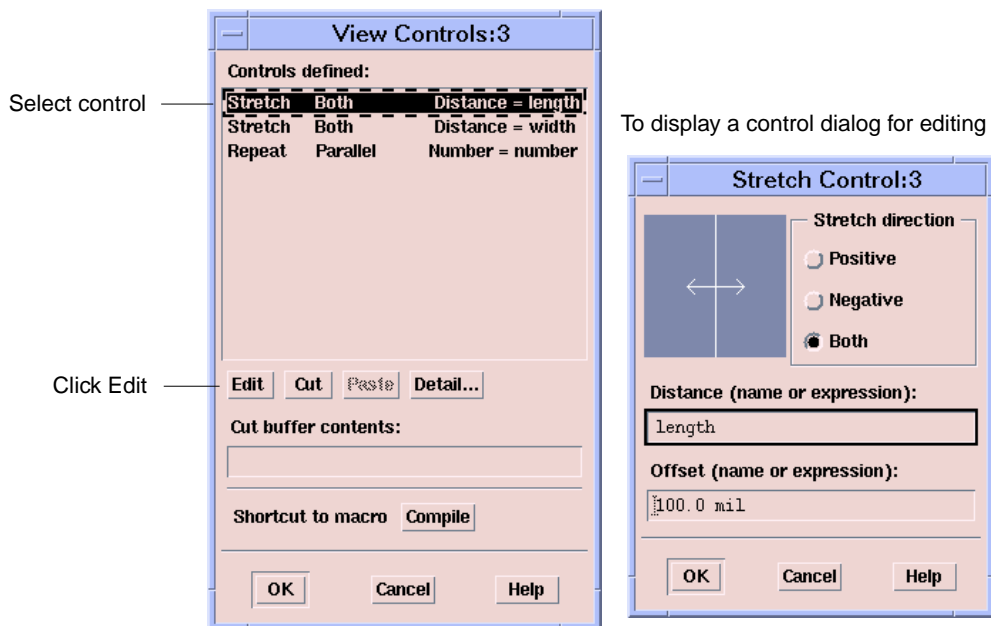 View Controls:3
Controls defined:
Select control
Stretch Both Distance = length
Stretch Both Distance = width
Repeat Parallel Number = number
Click Edit
Edit Cut Paste Detail...
Cut buffer contents:
Shortcut to macro Compile
OK Cancel Help
To display a control dialog for editing
Stretch Control:3
Stretch direction
Positive
Negative
Both
Distance (name or expression):
length
Offset (name or expression):
100.0 mil
OK Cancel Help